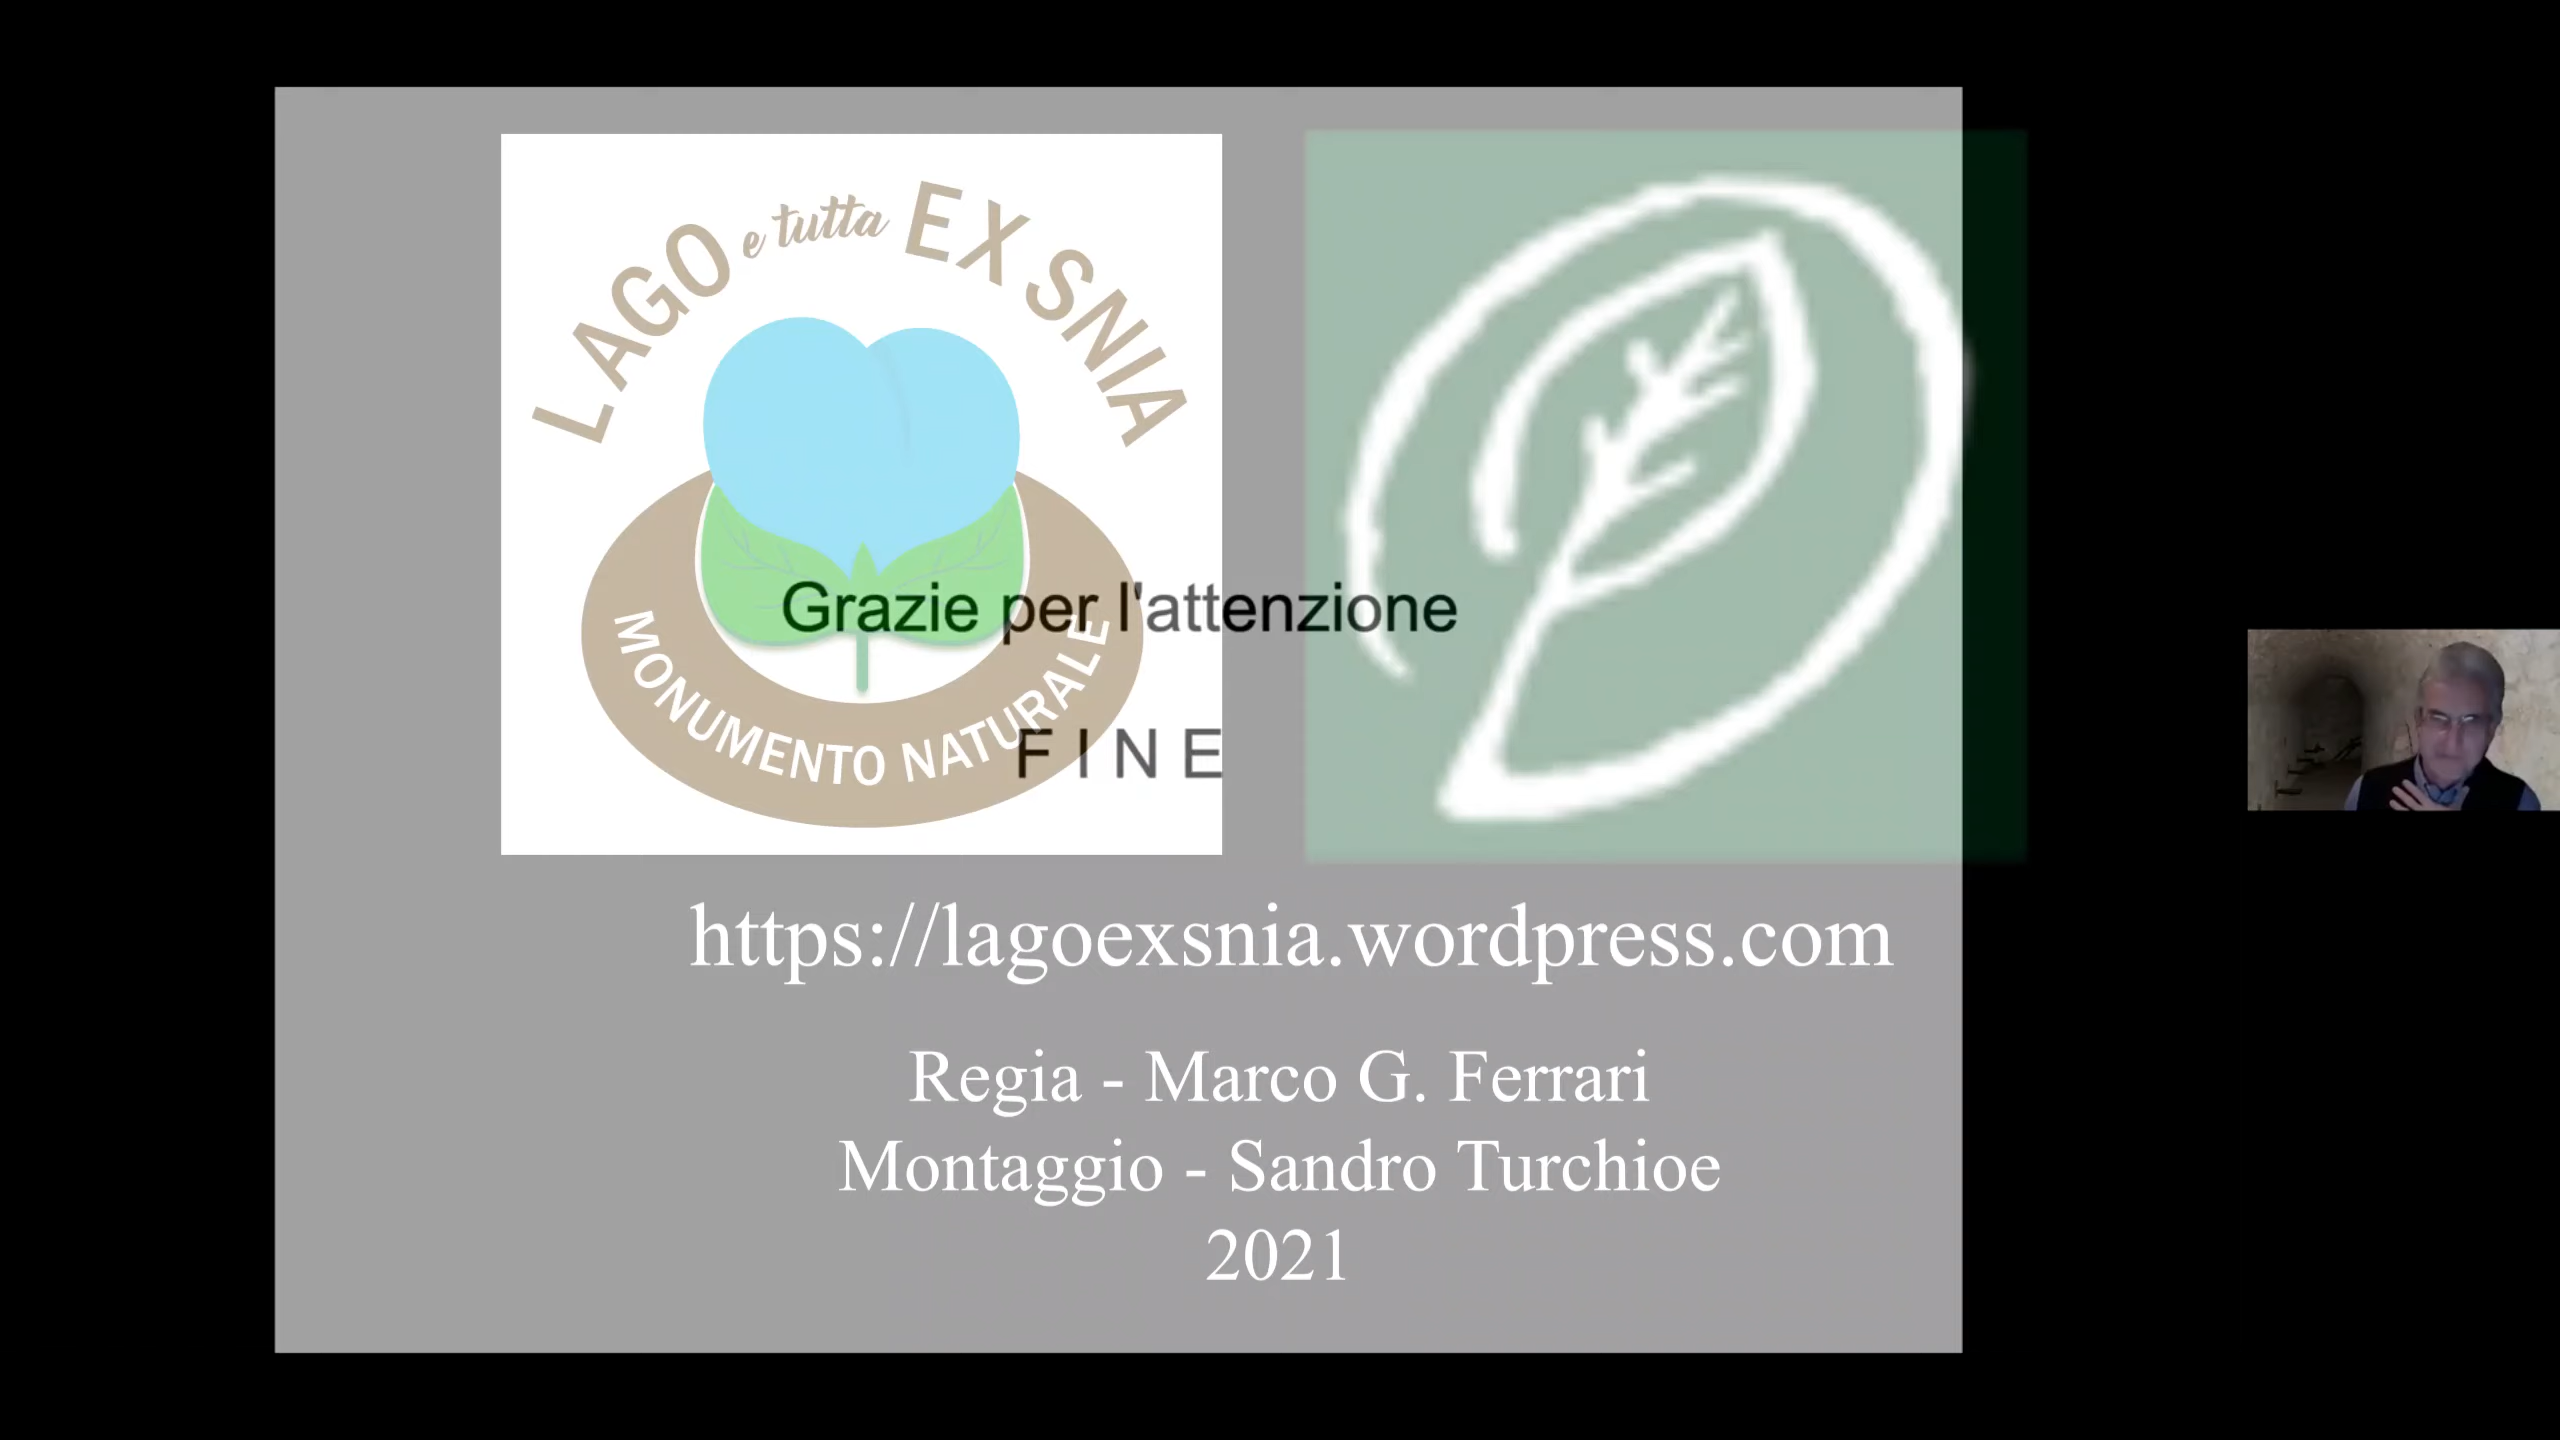 LAGO e tutta EX SNIA
MONUMENTO NATURALE
Grazie per l'attenzione
FINE
https://lagoexsnia.wordpress.com
Regia - Marco G. Ferrari
Montaggio - Sandro Turchioe
2021